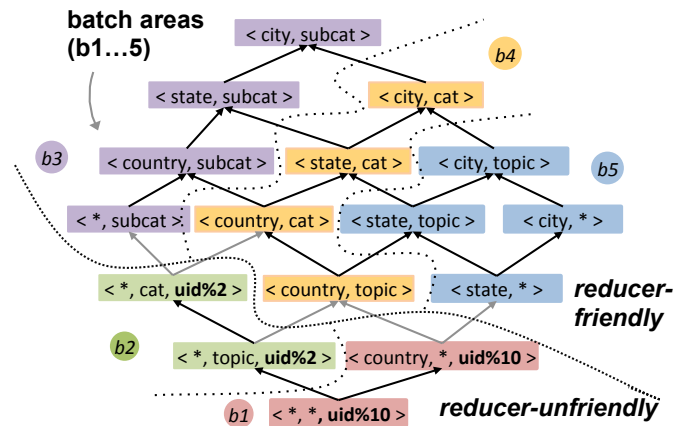 batch areas
(b1...5)
< city, subcat >
b4
< state, subcat >
< city, cat >
b3
< country, subcat >
< state, cat >
< city, topic >
b5
< *, subcat >
< country, cat >
< state, topic >
< city, * >
< *, cat, uid%2 >
< country, topic >
< state, * >
reducer-
friendly
b2
< *, topic, uid%2 >
< country, *, uid%10 >
b1
< *, *, uid%10 >
reducer-unfriendly